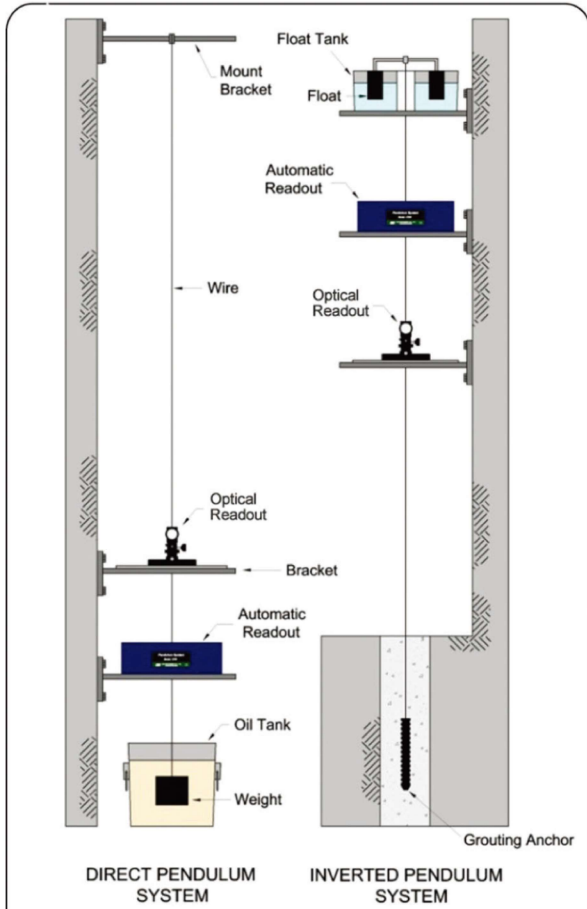 Mount
Bracket
Wire
Optical
Readout
Bracket
Automatic
Readout
Oil Tank
Weight
DIRECT PENDULUM
SYSTEM
Float Tank
Float
Automatic
Readout
Optical
Readout
Grouting Anchor
INVERTED PENDULUM
SYSTEM